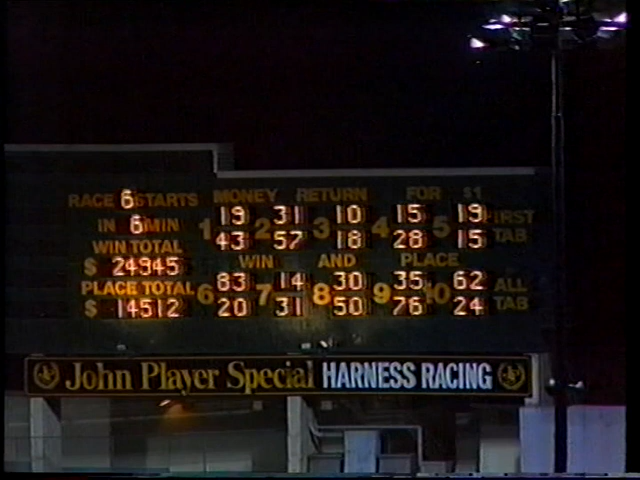 RACE 6 STARTS MONEY RETURN FOR $1
IN 6 MIN 1 19 2 31 3 10 4 15 5 19 FIRST
WIN TOTAL 43 57 18 28 15 TAB
$ 24945 WIN AND PLACE
PLACE TOTAL 6 83 7 14 8 30 9 35 10 62 ALL
$ 14512 20 31 50 76 24 TAB
John Player Special HARNESS RACING